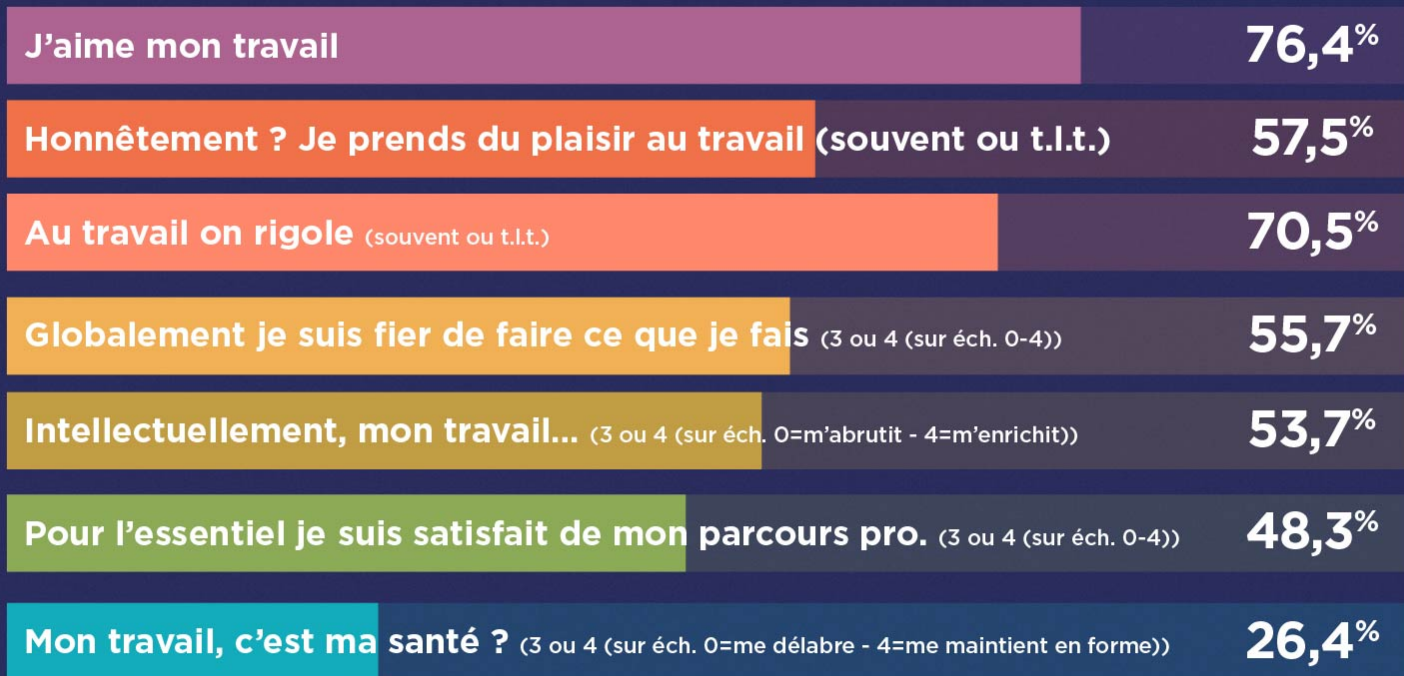 J’aime mon travail 76,4%
Honnêtement ? Je prends du plaisir au travail (souvent ou t.l.t.) 57,5%
Au travail on rigole (souvent ou t.l.t.) 70,5%
Globalement je suis fier de faire ce que je fais (3 ou 4 (sur éch. 0-4)) 55,7%
Intellectuellement, mon travail... (3 ou 4 (sur éch. 0=m’abrutit - 4=m’enrichit)) 53,7%
Pour l’essentiel je suis satisfait de mon parcours pro. (3 ou 4 (sur éch. 0-4)) 48,3%
Mon travail, c’est ma santé ? (3 ou 4 (sur éch. 0=me délabre - 4=me maintient en forme)) 26,4%